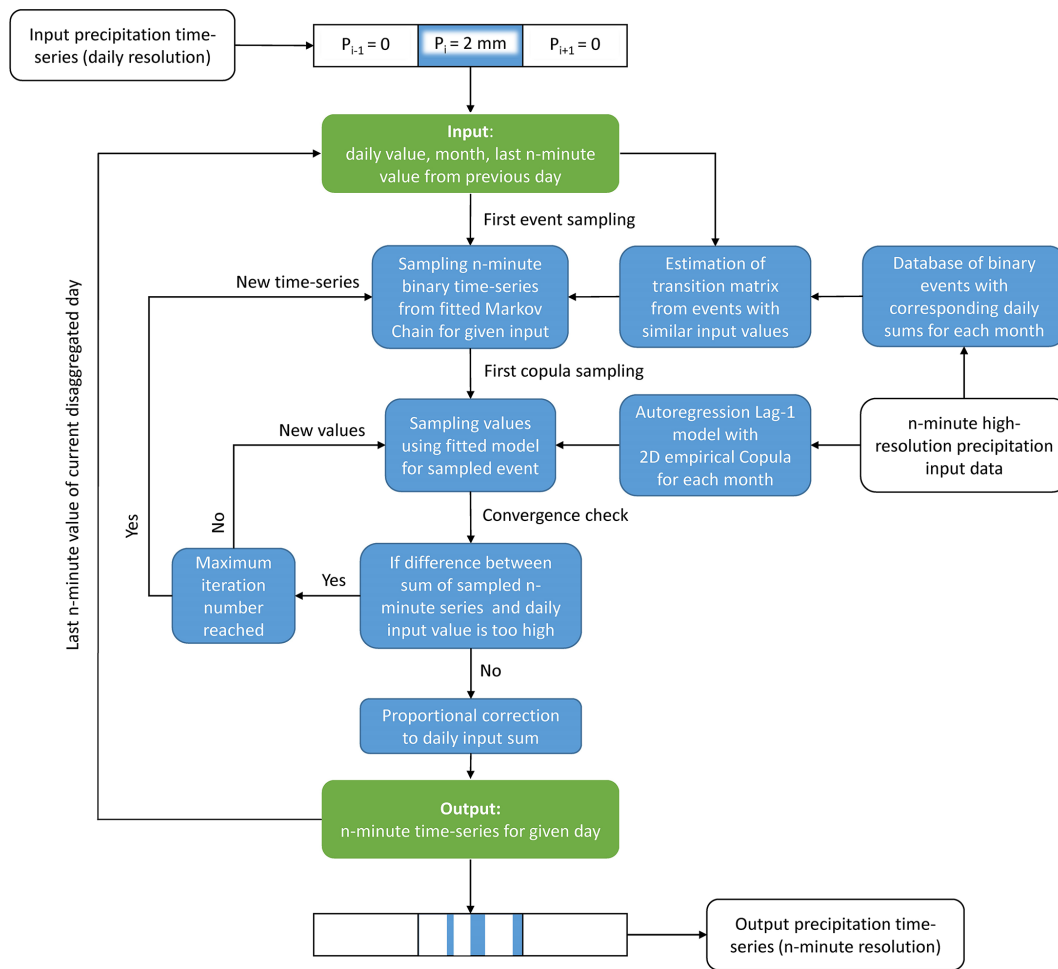 Input precipitation time-
series (daily resolution)
P_{i-1} = 0
P_i = 2 mm
P_{i+1} = 0
Input:
daily value, month, last n-minute
value from previous day
First event sampling
New time-series
Sampling n-minute
binary time-series
from fitted Markov
Chain for given input
Estimation of
transition matrix
from events with
similar input values
Database of binary
events with
corresponding daily
sums for each month
First copula sampling
New values
Sampling values
using fitted model
for sampled event
Autoregression Lag-1
model with
2D empirical Copula
for each month
n-minute high-
resolution precipitation
input data
Last n-minute value of current disaggregated day
Yes
No
Convergence check
Maximum
iteration
number
reached
Yes
If difference between
sum of sampled n-
minute series and daily
input value is too high
No
Proportional correction
to daily input sum
Output:
n-minute time-series for given day
Output precipitation time-
series (n-minute resolution)